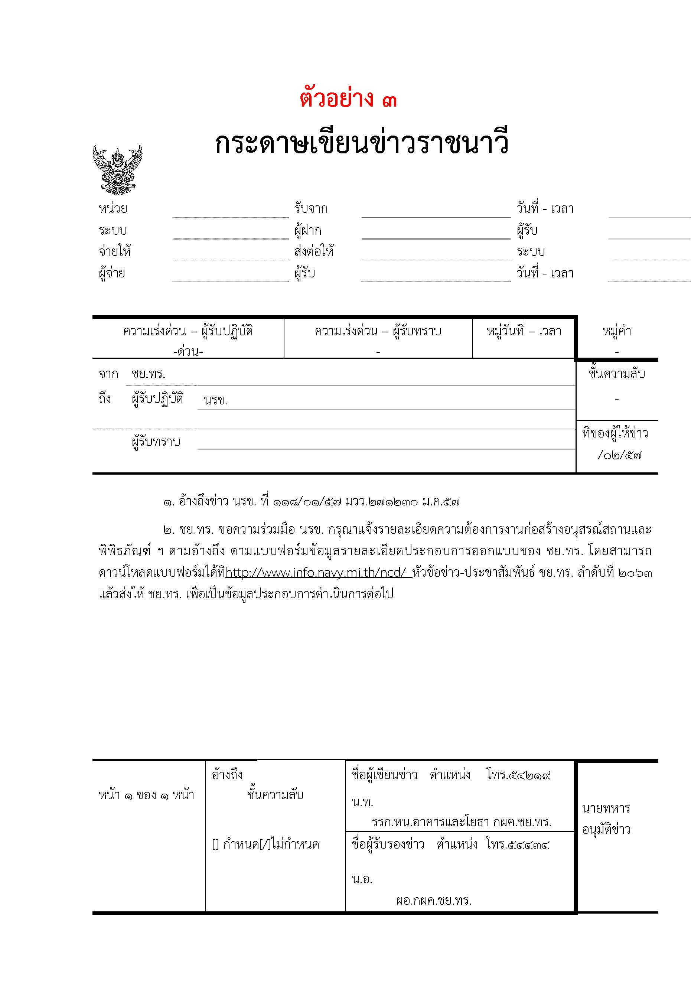 ตัวอย่าง ๓
กระดาษเขียนข่าวราชนาวี
หน่วย รับจาก วันที่ - เวลา
ระบบ ผู้ฝาก ผู้รับ
จ่ายให้ ส่งต่อให้ ระบบ
ผู้จ่าย ผู้รับ วันที่ - เวลา
ความเร่งด่วน – ผู้รับปฏิบัติ ความเร่งด่วน – ผู้รับทราบ หมู่วันที่ – เวลา หมู่คำ
-ด่วน- - -
จาก ชย.ทร. ชั้นความลับ
ถึง ผู้รับปฏิบัติ นรข. -
ที่ของผู้ให้ข่าว
ผู้รับทราบ
/๐๒/๕๗
๑. อ้างถึงข่าว นรข. ที่ ๑๑๘/๐๑/๕๗ มวว.๒๗๑๒๓๐ ม.ค.๕๗
๒. ชย.ทร. ขอความร่วมมือ นรข. กรุณาแจ้งรายละเอียดความต้องการงานก่อสร้างอนุสรณ์สถานและ
พิพิธภัณฑ์ ฯ ตามอ้างถึง ตามแบบฟอร์มข้อมูลรายละเอียดประกอบการออกแบบของ ชย.ทร. โดยสามารถ
ดาวน์โหลดแบบฟอร์มได้ที่http://www.info.navy.mi.th/ncd/ หัวข้อข่าว-ประชาสัมพันธ์ ชย.ทร. ลำดับที่ ๒๐๖๓
แล้วส่งให้ ชย.ทร. เพื่อเป็นข้อมูลประกอบการดำเนินการต่อไป
อ้างถึง ชื่อผู้เขียนข่าว ตำแหน่ง โทร.๕๔๒๑๙
หน้า ๑ ของ ๑ หน้า ชั้นความลับ
น.ท.
นายทหาร
รรก.หน.อาคารและโยธา กผค.ชย.ทร.
อนุมัติข่าว
[] กำหนด[/]ไม่กำหนด ชื่อผู้รับรองข่าว ตำแหน่ง โทร.๕๔๔๓๔
น.อ.
ผอ.กผค.ชย.ทร.